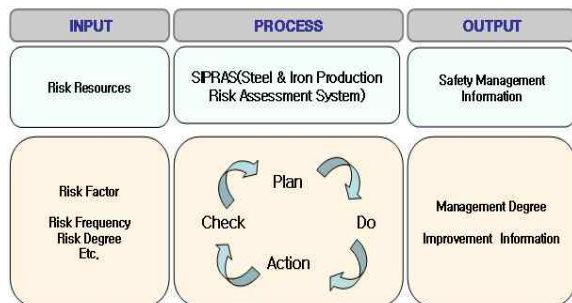 INPUT
PROCESS
OUTPUT
Risk Resources
SIPRAS(Steel & Iron Production
Risk Assessment System)
Safety Management
Information
Risk Factor
Risk Frequency
Risk Degree
Etc.
Plan
Check
Do
Action
Management Degree
Improvement Information